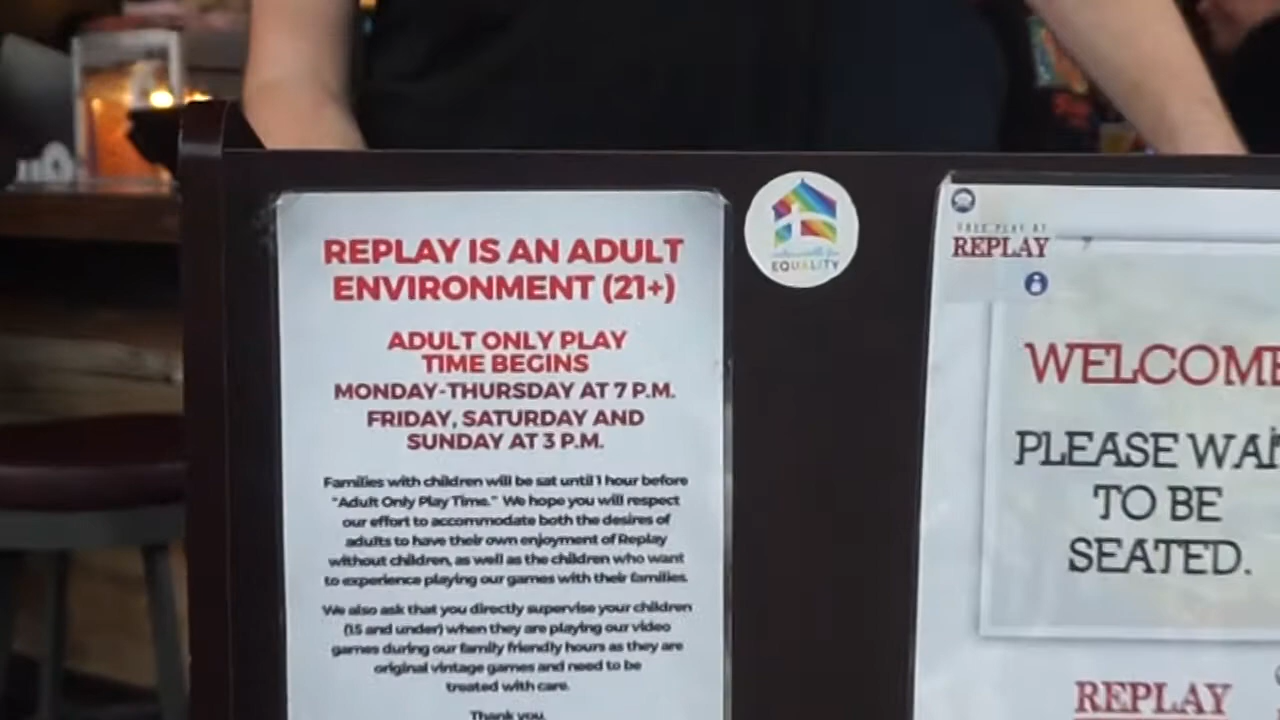 REPLAY IS AN ADULT
ENVIRONMENT (21+)
ADULT ONLY PLAY
TIME BEGINS
MONDAY-THURSDAY AT 7 P.M.
FRIDAY, SATURDAY AND
SUNDAY AT 3 P.M.
Families with children will be sat until 1 hour before
"Adult Only Play Time." We hope you will respect
our effort to accommodate both the desires of
adults to have their own enjoyment of Replay
without children, as well as the children who want
to experience playing our games with their families.
We also ask that you directly supervise your children
(15 and under) when they are playing our video
games during our family friendly hours as they are
original vintage games and need to be
treated with care.
Thank you.
EQUALITY
FREE PLAY AT
REPLAY
WELCOME
PLEASE WAI
TO BE
SEATED.
REPLAY